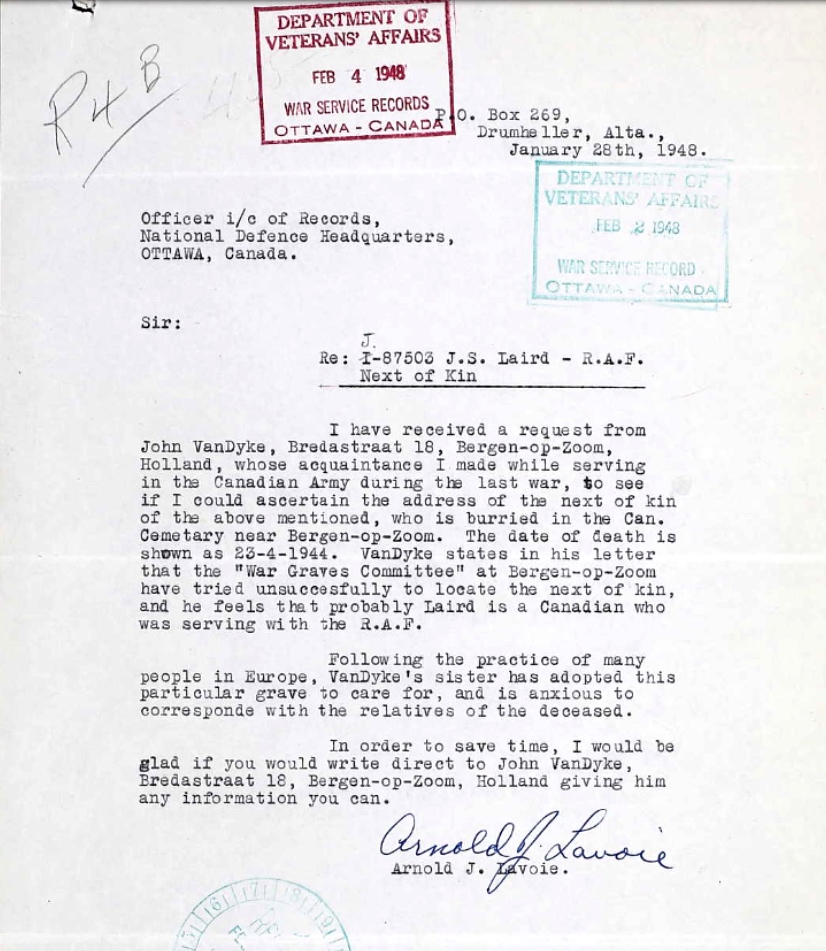 DEPARTMENT OF
VETERANS' AFFAIRS
FEB 4 1948
WAR SERVICE RECORDS
OTTAWA - CANADA
R4B
P.O. Box 269,
Drumheller, Alta.,
January 28th, 1948.
DEPARTMENT OF
VETERANS' AFFAIRS
FEB 2 1948
WAR SERVICE RECORD
OTTAWA - CANADA
Officer i/c of Records,
National Defence Headquarters,
OTTAWA, Canada.
Sir:
J.
Re: I-87503 J.S. Laird - R.A.F.
Next of Kin
I have received a request from
John VanDyke, Bredastraat 18, Bergen-op-Zoom,
Holland, whose acquaintance I made while serving
in the Canadian Army during the last war, to see
if I could ascertain the address of the next of kin
of the above mentioned, who is burried in the Can.
Cemetary near Bergen-op-Zoom. The date of death is
shown as 23-4-1944. VanDyke states in his letter
that the "War Graves Committee" at Bergen-op-Zoom
have tried unsuccesfully to locate the next of kin,
and he feels that probably Laird is a Canadian who
was serving with the R.A.F.
Following the practice of many
people in Europe, VanDyke's sister has adopted this
particular grave to care for, and is anxious to
corresponde with the relatives of the deceased.
In order to save time, I would be
glad if you would write direct to John VanDyke,
Bredastraat 18, Bergen-op-Zoom, Holland giving him
any information you can.
Arnold J. Lavoie
Arnold J. Lavoie.
15 16 17 18 19